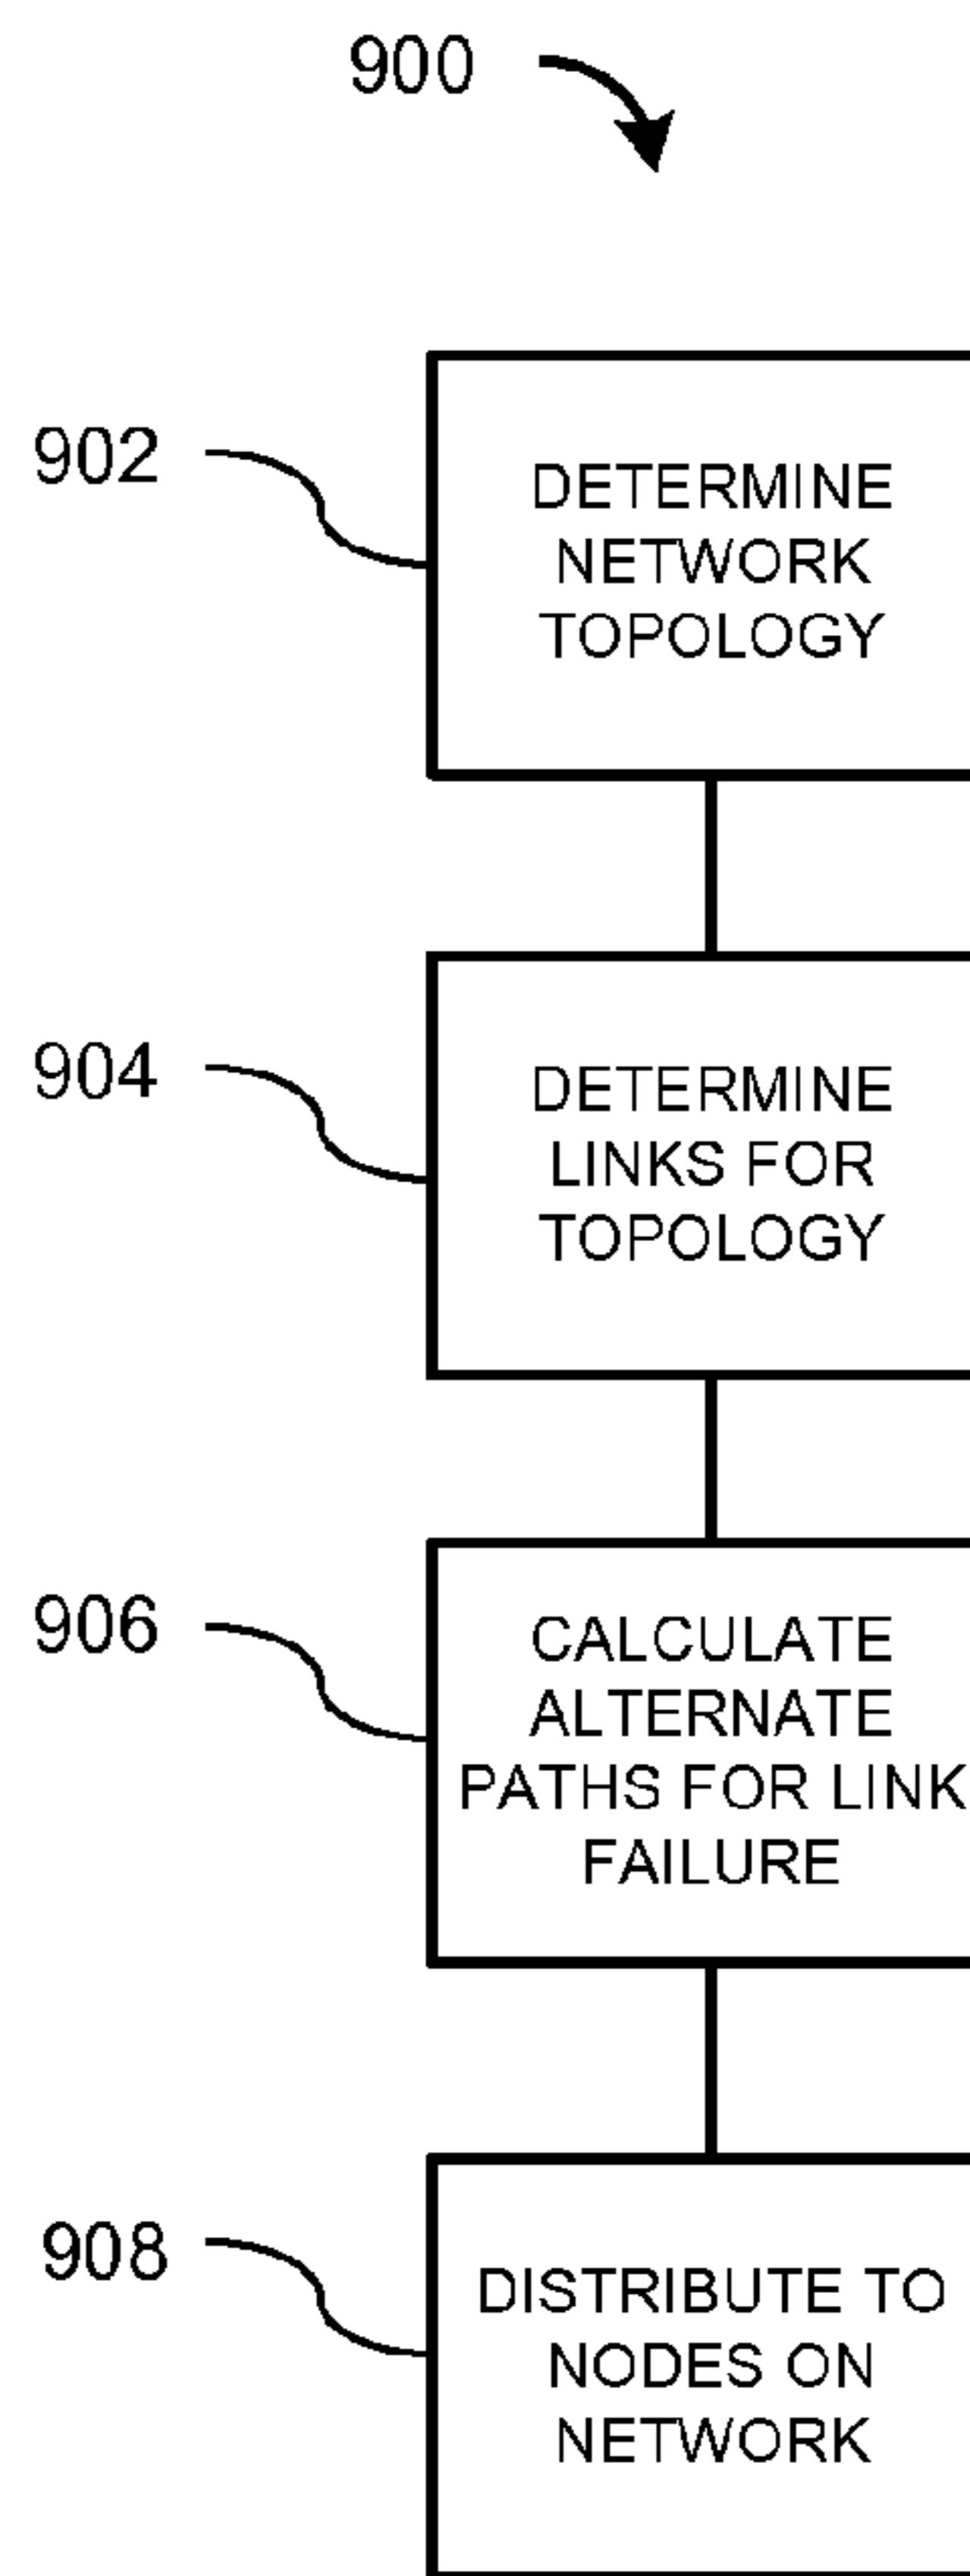 900
902
DETERMINE
NETWORK
TOPOLOGY
904
DETERMINE
LINKS FOR
TOPOLOGY
906
CALCULATE
ALTERNATE
PATHS FOR LINK
FAILURE
908
DISTRIBUTE TO
NODES ON
NETWORK